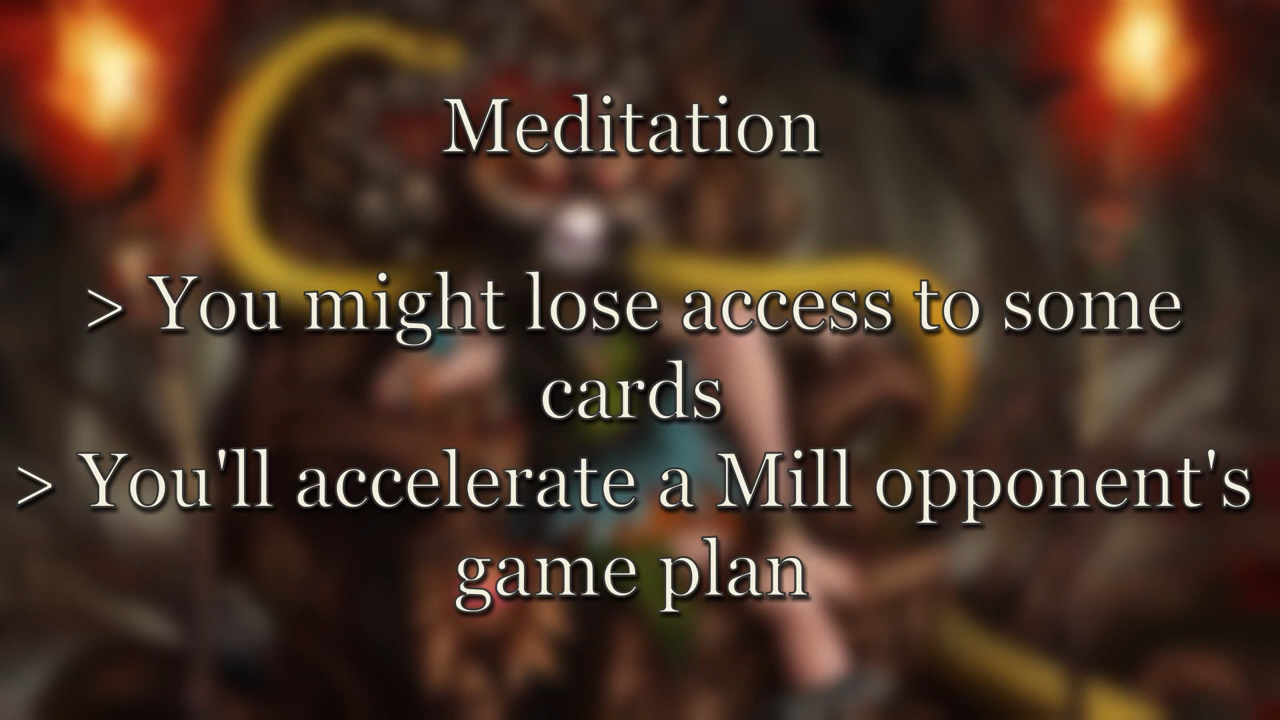 Meditation
> You might lose access to some
cards
> You'll accelerate a Mill opponent's
game plan